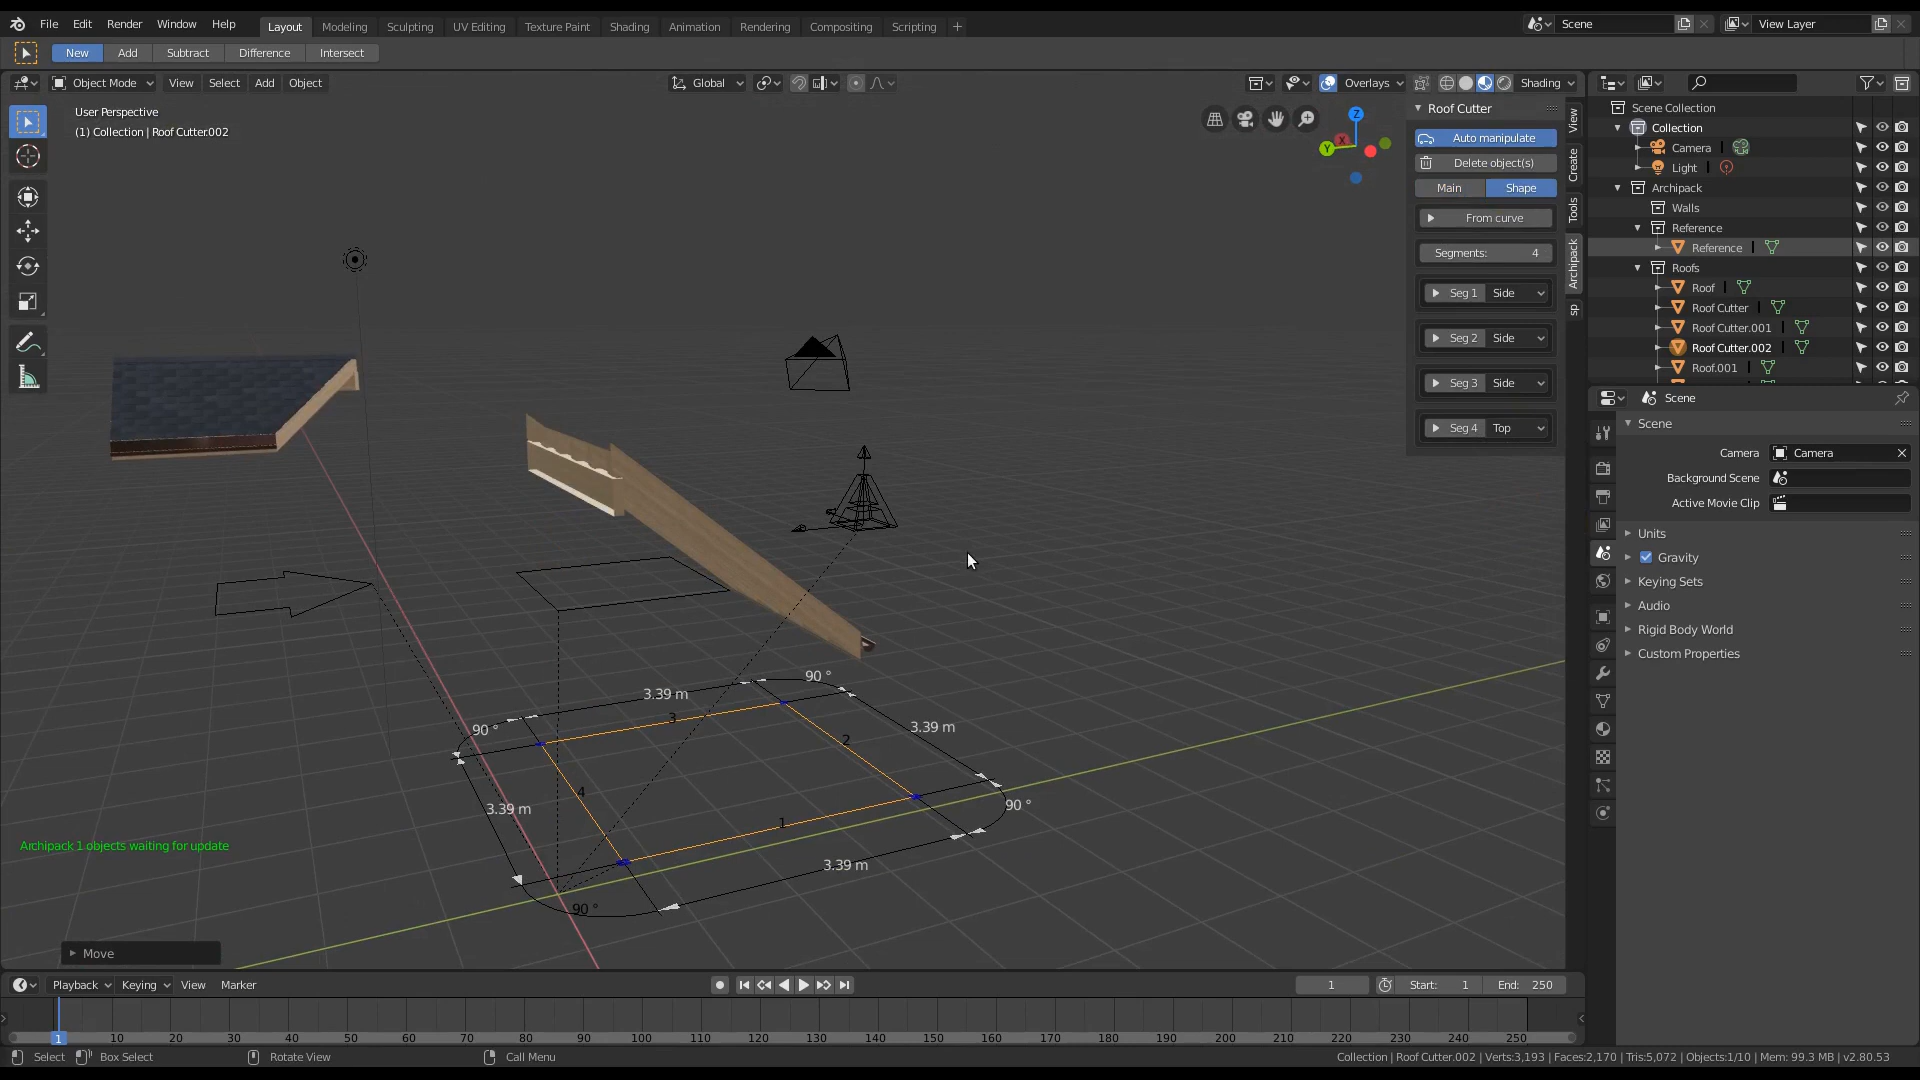 File Edit Render Window Help Layout Modeling Sculpting UV Editing Texture Paint Shading Animation Rendering Compositing Scripting + Scene View Layer
New Add Subtract Difference Intersect
Object Mode View Select Add Object Global Overlays Shading
User Perspective
(1) Collection | Roof Cutter.002
Z
X
Y
Roof Cutter
Auto manipulate
Delete object(s)
Main Shape
From curve
Segments: 4
Seg 1 Side
Seg 2 Side
Seg 3 Side
Seg 4 Top
View
Create
Tools
Archipack
sp
Scene Collection
Collection
Camera
Light
Archipack
Walls
Reference
Reference
Roofs
Roof
Roof Cutter
Roof Cutter.001
Roof Cutter.002
Roof.001
Scene
Scene
Camera Camera
Background Scene
Active Movie Clip
Units
Gravity
Keying Sets
Audio
Rigid Body World
Custom Properties
90 °
3.39 m
3
90 °
3.39 m
2
4
3.39 m
90 °
1
3.39 m
90 °
Archipack 1 objects waiting for update
Move
Playback Keying View Marker 1 Start: 1 End: 250
1 10 20 30 40 50 60 70 80 90 100 110 120 130 140 150 160 170 180 190 200 210 220 230 240 250
Select Box Select Rotate View Call Menu Collection | Roof Cutter.002 | Verts:3,193 | Faces:2,170 | Tris:5,072 | Objects:1/10 | Mem: 99.3 MB | v2.80.53